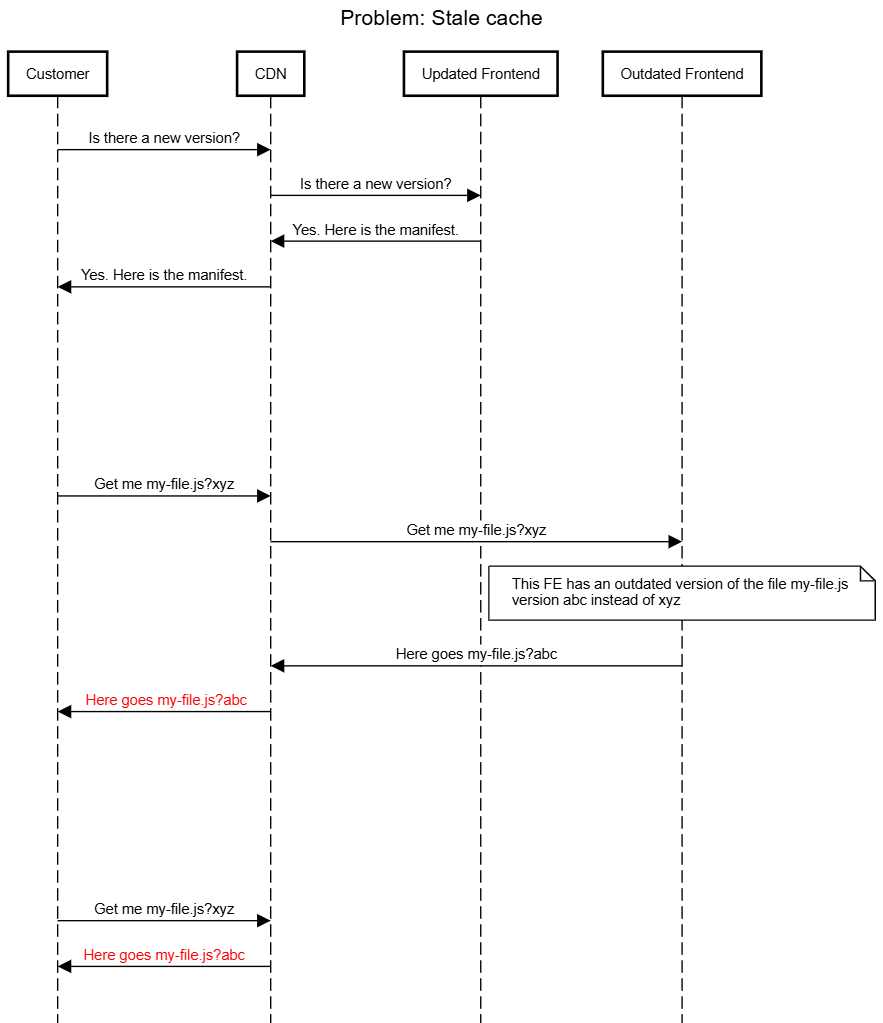 Problem: Stale cache
Customer
CDN
Updated Frontend
Outdated Frontend
Is there a new version?
Is there a new version?
Yes. Here is the manifest.
Yes. Here is the manifest.
Get me my-file.js?xyz
Get me my-file.js?xyz
This FE has an outdated version of the file my-file.js
version abc instead of xyz
Here goes my-file.js?abc
Here goes my-file.js?abc
Get me my-file.js?xyz
Here goes my-file.js?abc